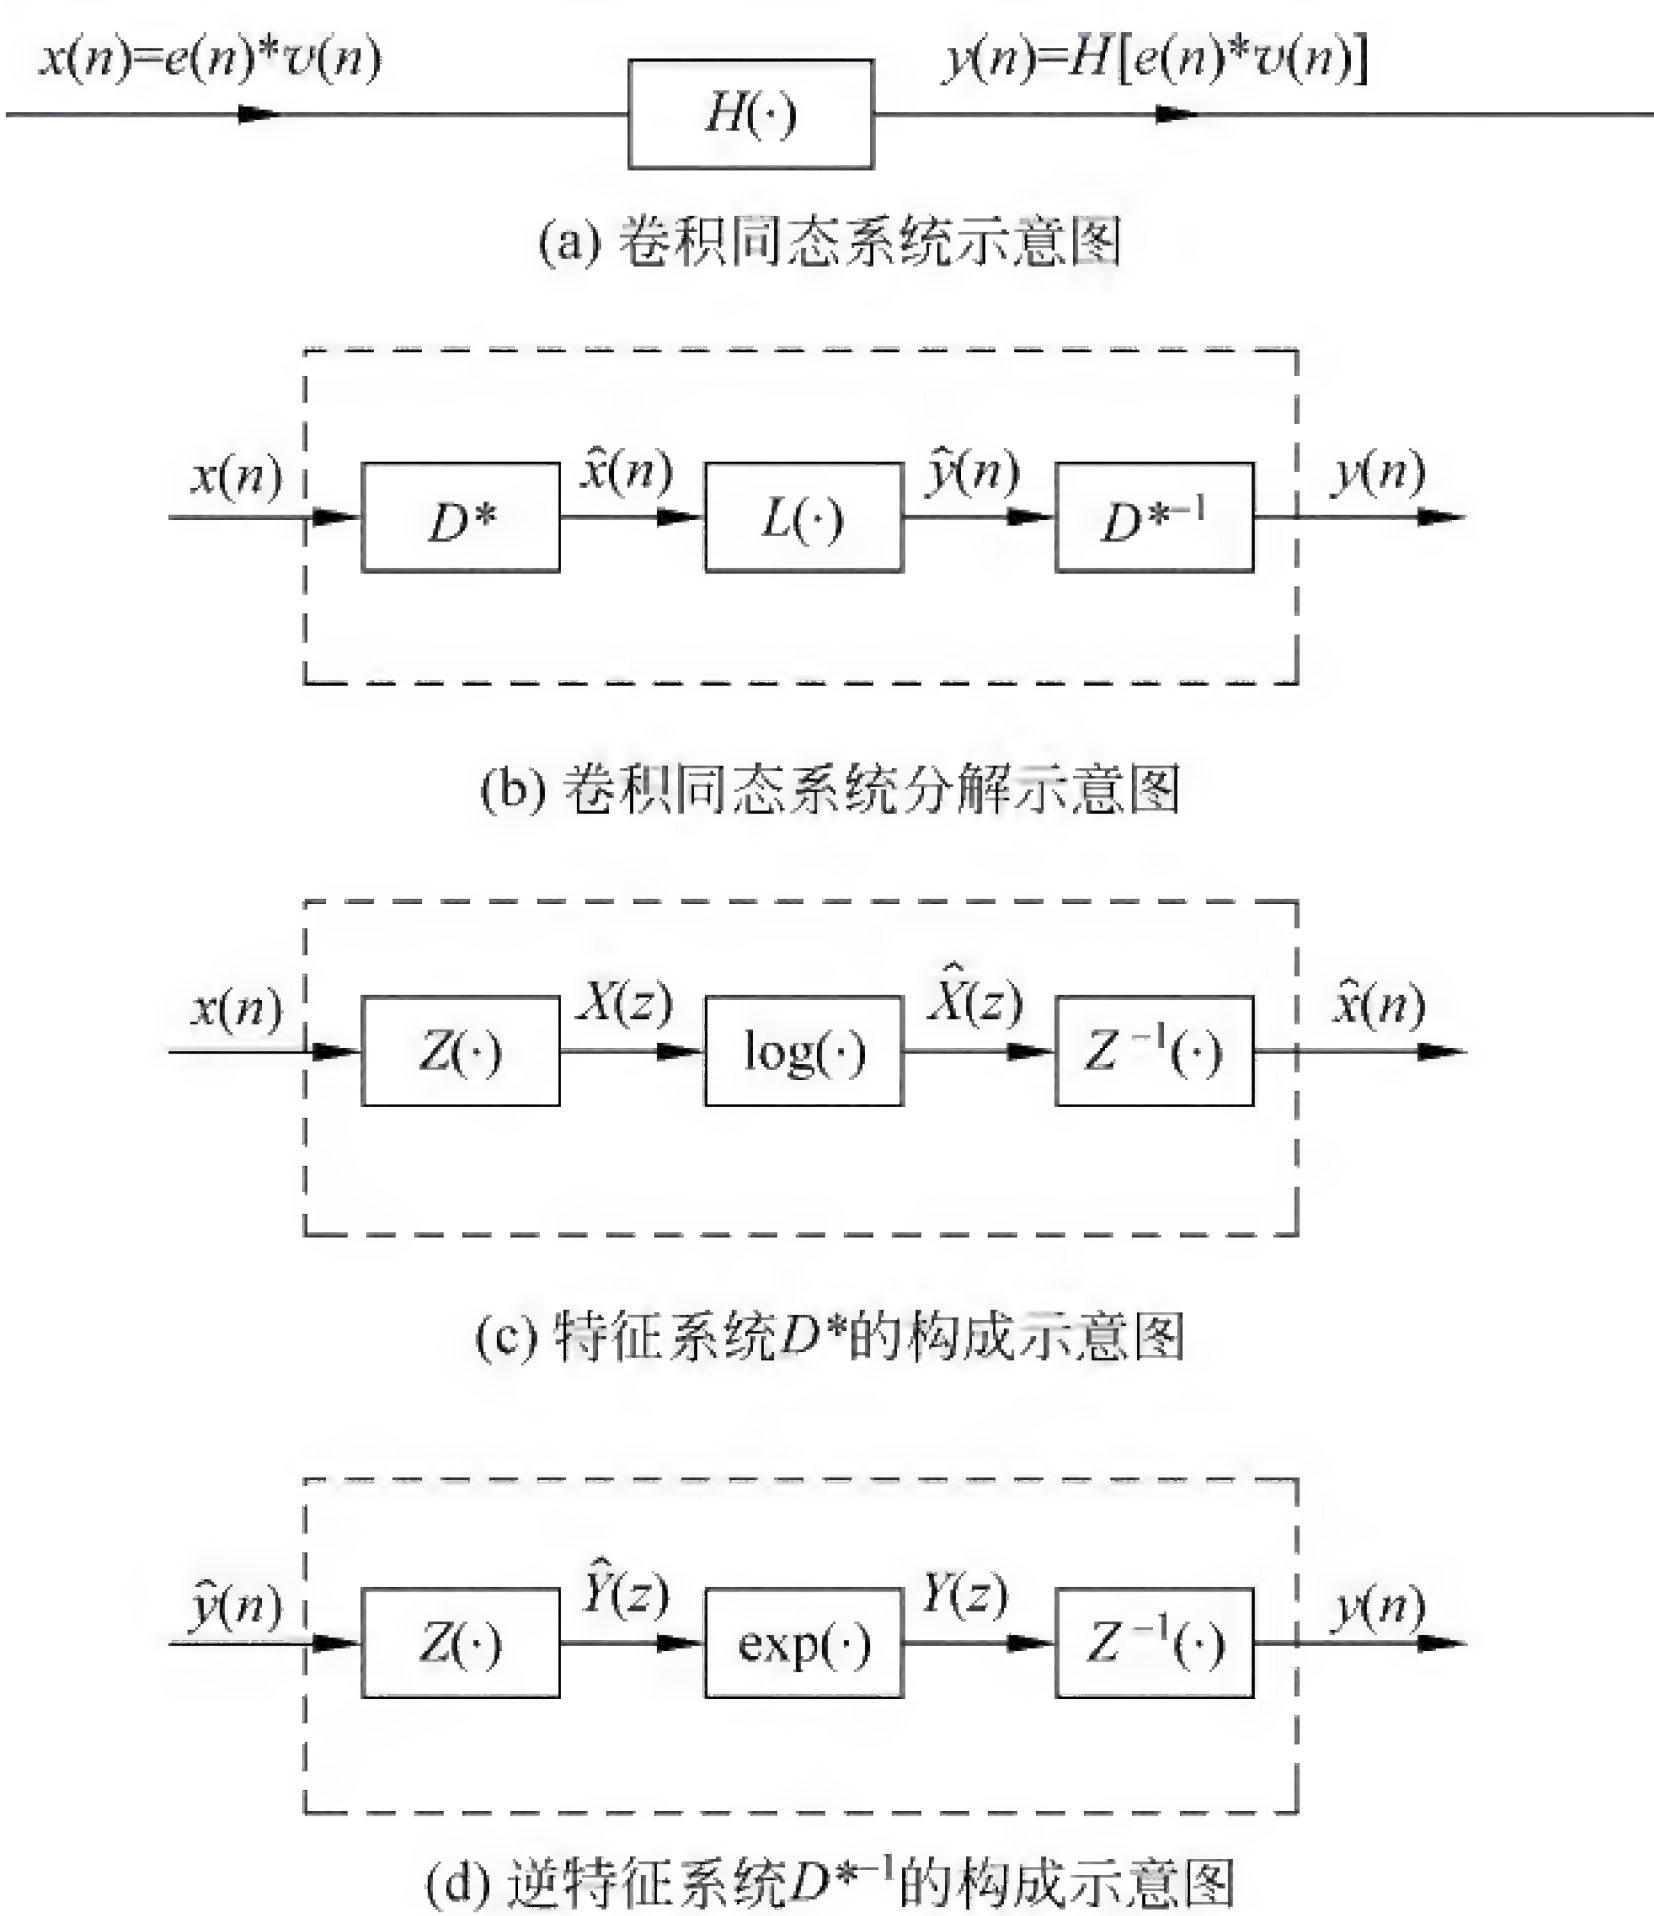 x(n)=e(n)*v(n) y(n)=H[e(n)*v(n)]
H(·)
(a) 卷积同态系统示意图
x(n) x̂(n) ŷ(n) y(n)
D* L(·) D*⁻¹
(b) 卷积同态系统分解示意图
x(n) X(z) X̂(z) x̂(n)
Z(·) log(·) Z⁻¹(·)
(c) 特征系统D*的构成示意图
ŷ(n) Ŷ(z) Y(z) y(n)
Z(·) exp(·) Z⁻¹(·)
(d) 逆特征系统D*⁻¹的构成示意图